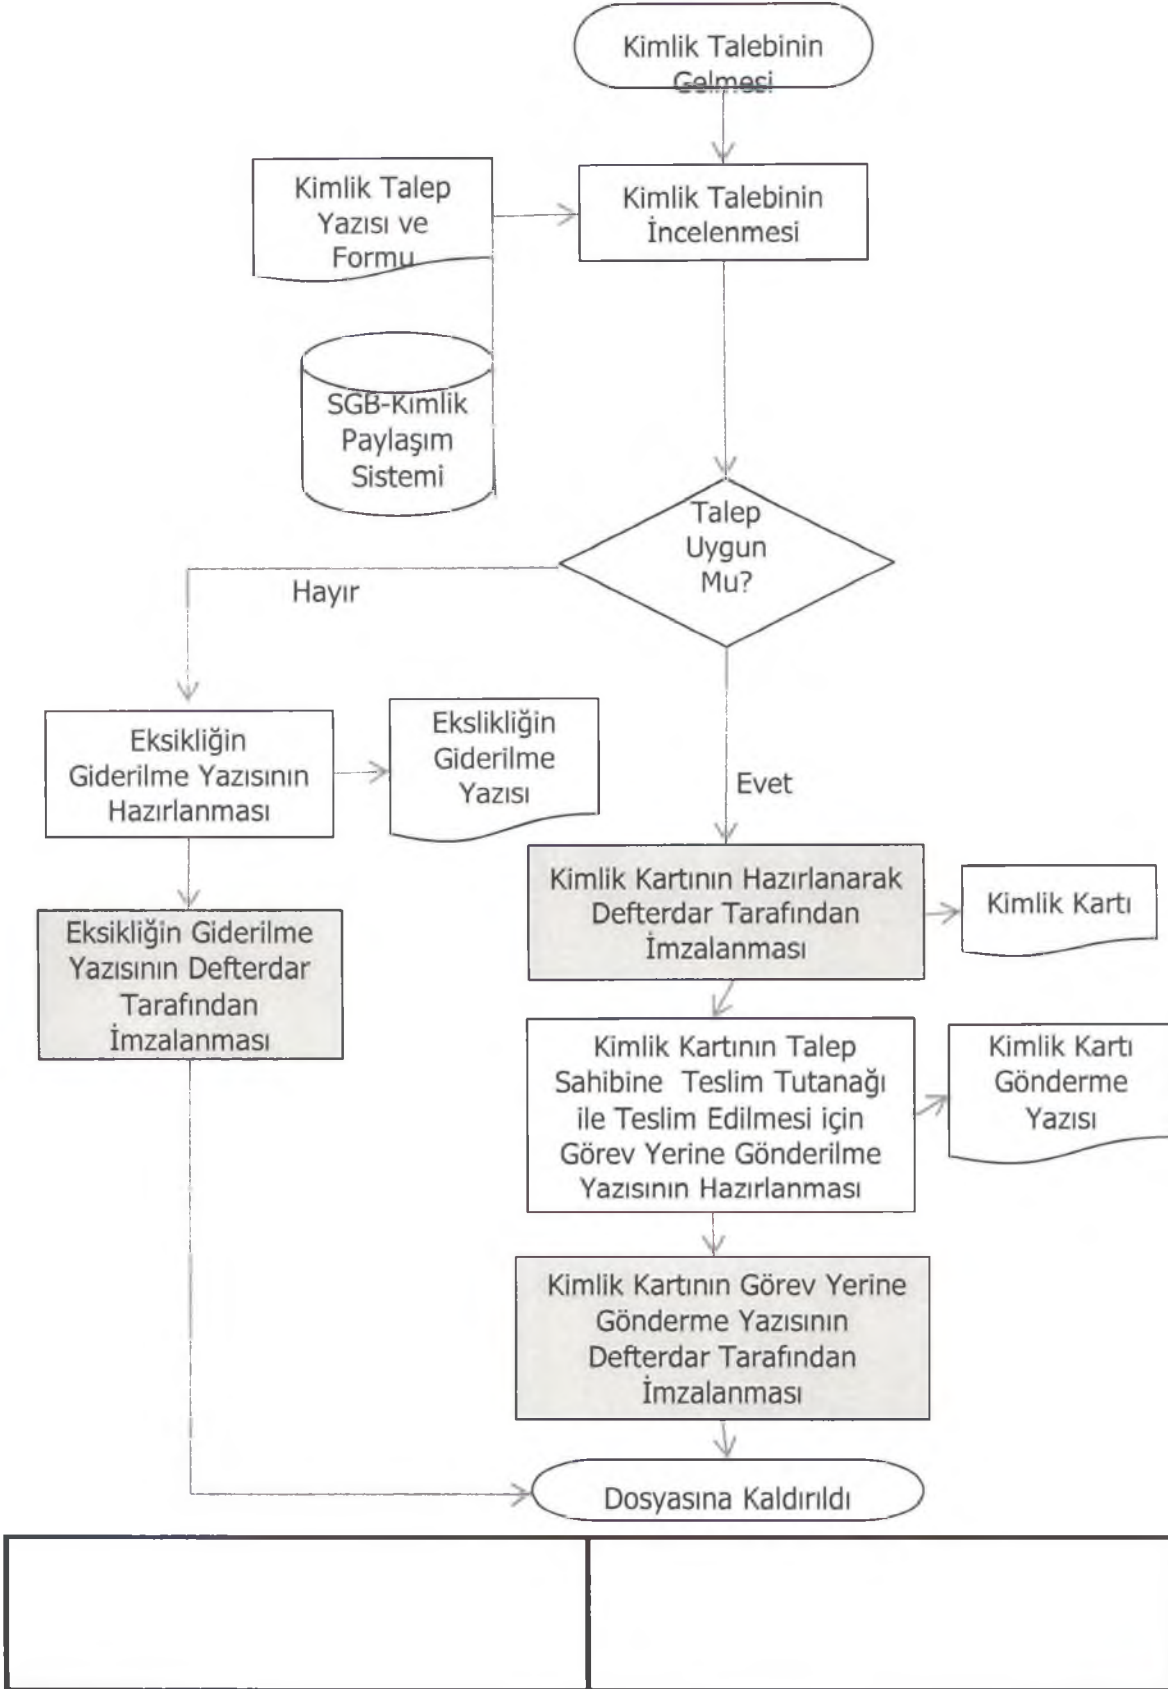 Kimlik Talebinin
Gelmesi
Kimlik Talep
Yazısı ve
Formu
Kimlik Talebinin
İncelenmesi
SGB-Kimlik
Paylaşım
Sistemi
Talep
Uygun
Mu?
Hayır
Eksikliğin
Giderilme Yazısının
Hazırlanması
Ekslikliğin
Giderilme
Yazısı
Evet
Kimlik Kartının Hazırlanarak
Defterdar Tarafından
İmzalanması
Kimlik Kartı
Eksikliğin Giderilme
Yazısının Defterdar
Tarafından
İmzalanması
Kimlik Kartının Talep
Sahibine Teslim Tutanağı
ile Teslim Edilmesi için
Görev Yerine Gönderilme
Yazısının Hazırlanması
Kimlik Kartı
Gönderme
Yazısı
Kimlik Kartının Görev Yerine
Gönderme Yazısının
Defterdar Tarafından
İmzalanması
Dosyasına Kaldırıldı